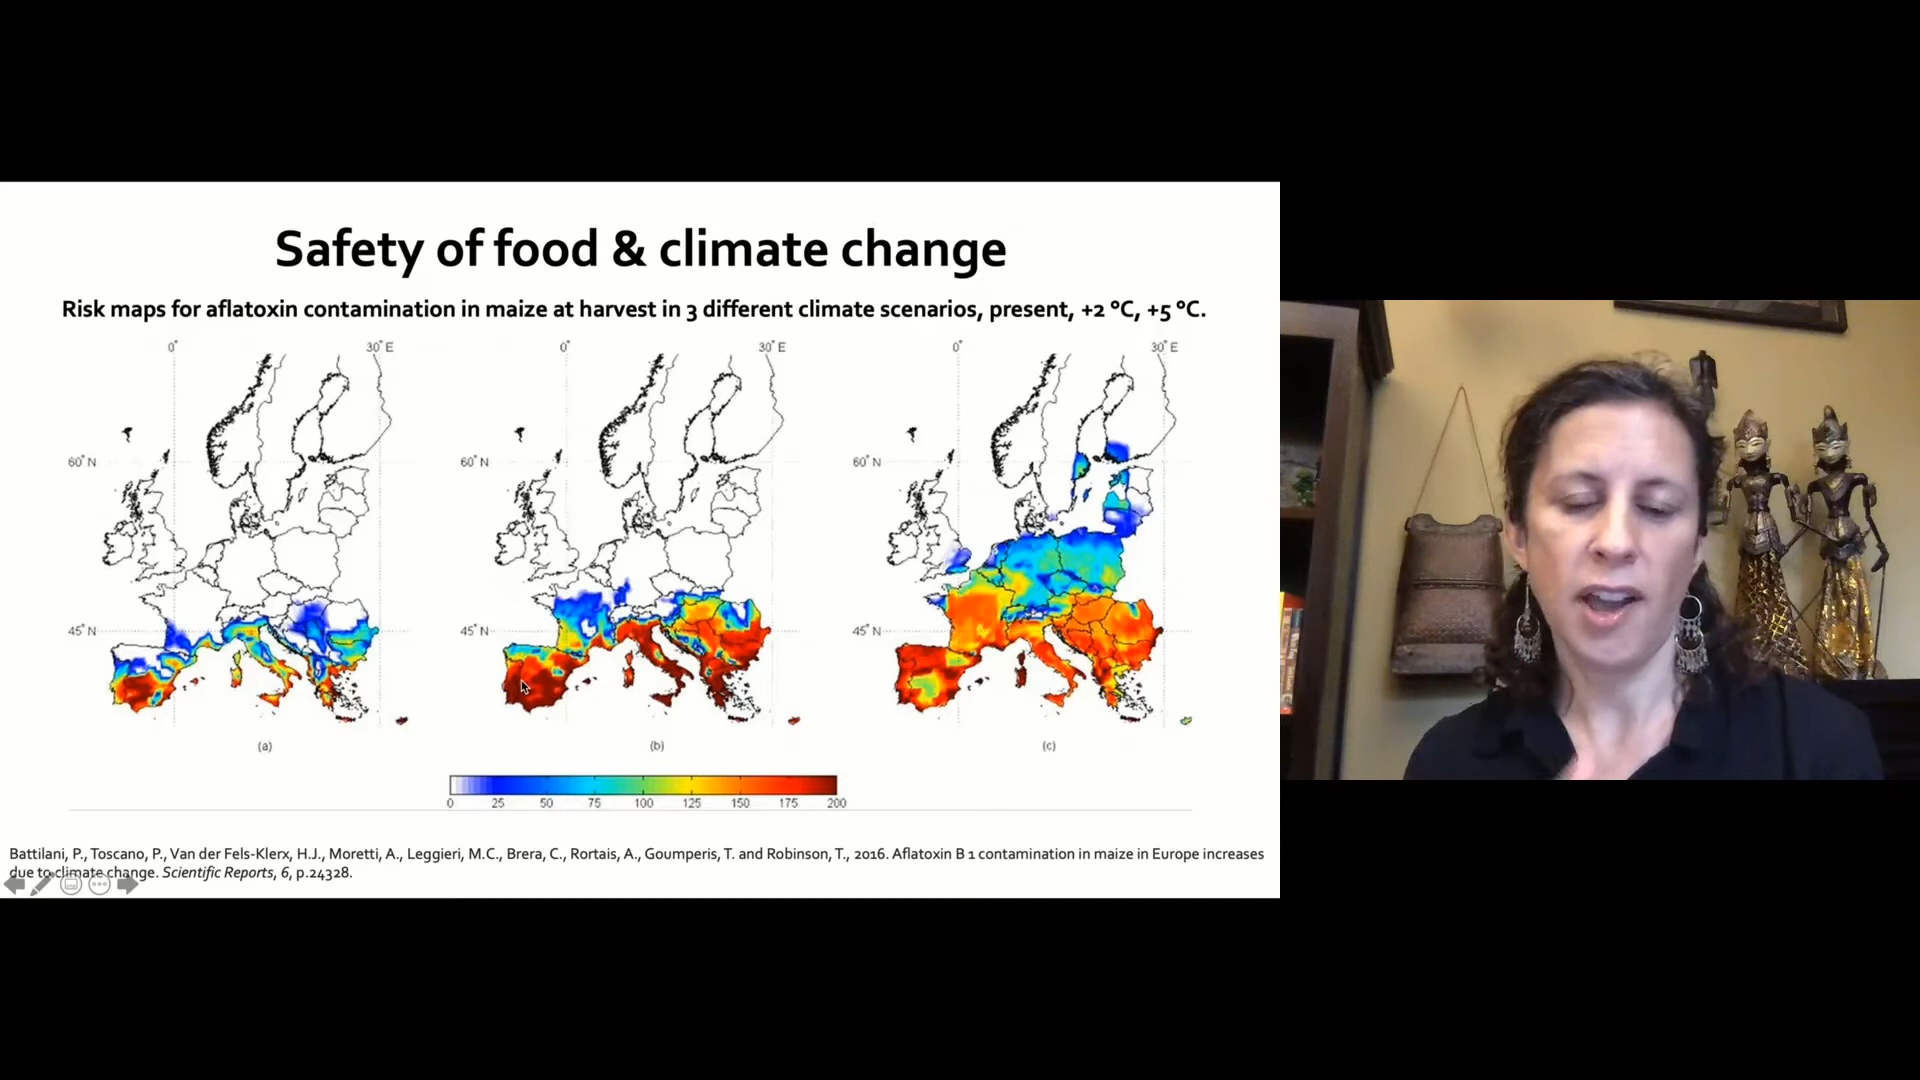 Safety of food & climate change
Risk maps for aflatoxin contamination in maize at harvest in 3 different climate scenarios, present, +2 °C, +5 °C.
0° 30° E 0° 30° E 0° 30° E
60° N 60° N 60° N
45° N 45° N 45° N
(a) (b) (c)
0 25 50 75 100 125 150 175 200
Battilani, P., Toscano, P., Van der Fels-Klerx, H.J., Moretti, A., Leggieri, M.C., Brera, C., Rortais, A., Goumperis, T. and Robinson, T., 2016. Aflatoxin B 1 contamination in maize in Europe increases
due to climate change. Scientific Reports, 6, p.24328.